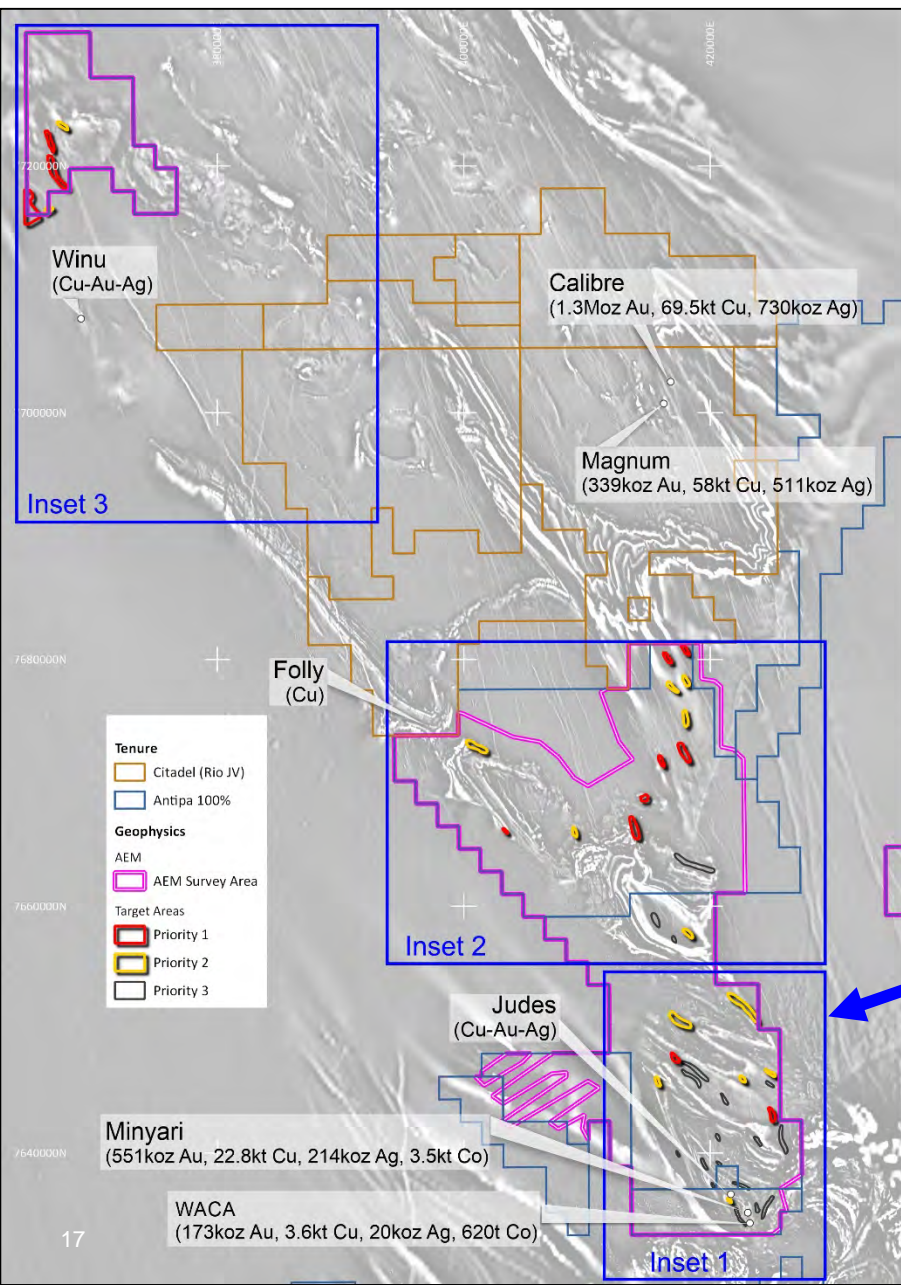 380000E
400000E
420000E
720000N
Winu
(Cu-Au-Ag)
Calibre
(1.3Moz Au, 69.5kt Cu, 730koz Ag)
700000N
Magnum
(339koz Au, 58kt Cu, 511koz Ag)
Inset 3
7680000N
Folly
(Cu)
Tenure
Citadel (Rio JV)
Antipa 100%
Geophysics
AEM
AEM Survey Area
Target Areas
Priority 1
Priority 2
Priority 3
7660000N
Inset 2
Judes
(Cu-Au-Ag)
Minyari
(551koz Au, 22.8kt Cu, 214koz Ag, 3.5kt Co)
7640000N
WACA
(173koz Au, 3.6kt Cu, 20koz Ag, 620t Co)
17
Inset 1